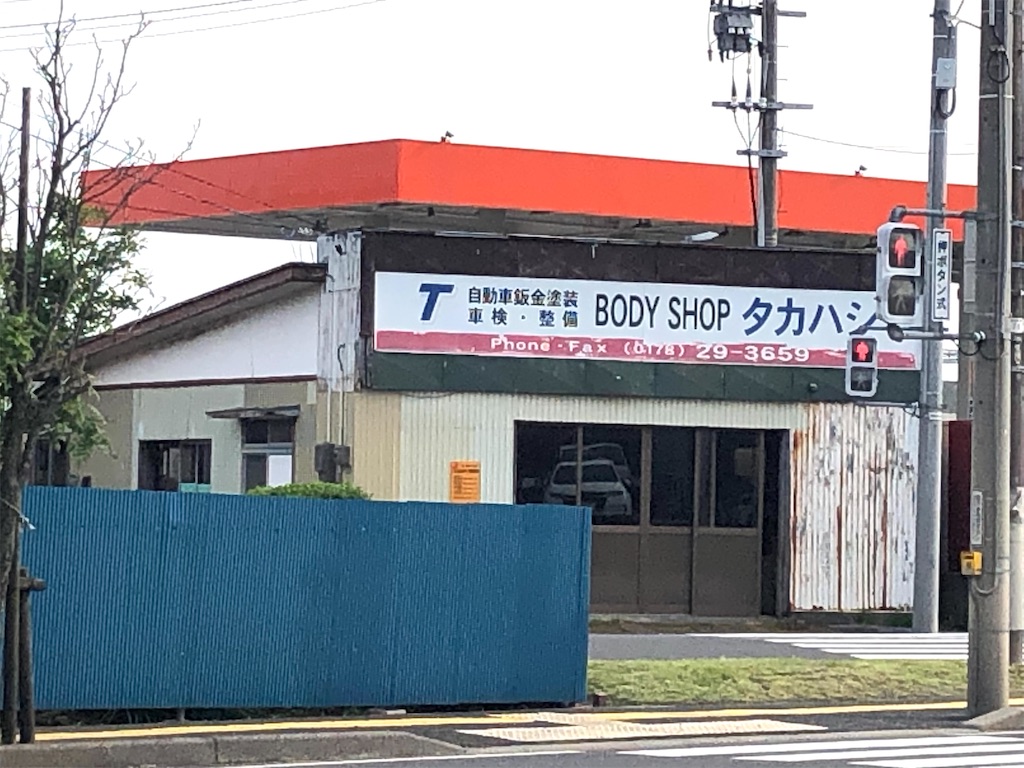 T
自動車鈑金塗装
車検・整備
BODY SHOP タカハシ
Phone・Fax (0178) 29-3659
押ボタン式